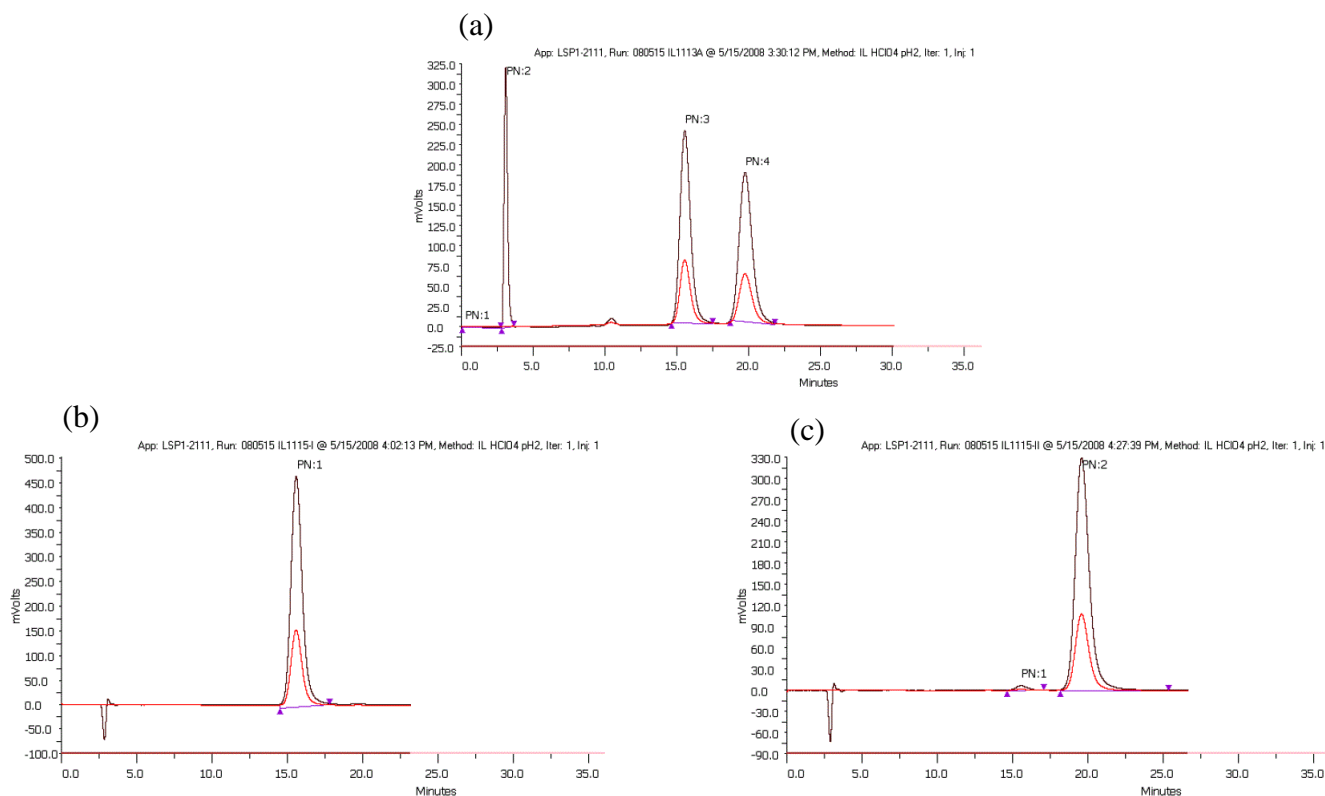 (a)
App: LSP1-2111, Run: 080515 IL1113A @ 5/15/2008 3:30:12 PM, Method: IL HClO4 pH2, Iter: 1, Inj: 1
325.0
300.0
275.0
250.0
225.0
200.0
175.0
150.0
125.0
100.0
75.0
50.0
25.0
0.0
-25.0
mVolts
PN:1
PN:2
PN:3
PN:4
0.0 5.0 10.0 15.0 20.0 25.0 30.0 35.0
Minutes
(b)
App: LSP1-2111, Run: 080515 IL1115-I @ 5/15/2008 4:02:13 PM, Method: IL HClO4 pH2, Iter: 1, Inj: 1
500.0
450.0
400.0
350.0
300.0
250.0
200.0
150.0
100.0
50.0
0.0
-50.0
-100.0
mVolts
PN:1
0.0 5.0 10.0 15.0 20.0 25.0 30.0 35.0
Minutes
(c)
App: LSP1-2111, Run: 080515 IL1115-II @ 5/15/2008 4:27:39 PM, Method: IL HClO4 pH2, Iter: 1, Inj: 1
330.0
300.0
270.0
240.0
210.0
180.0
150.0
120.0
90.0
60.0
30.0
0.0
-30.0
-60.0
-90.0
mVolts
PN:1
PN:2
0.0 5.0 10.0 15.0 20.0 25.0 30.0 35.0
Minutes